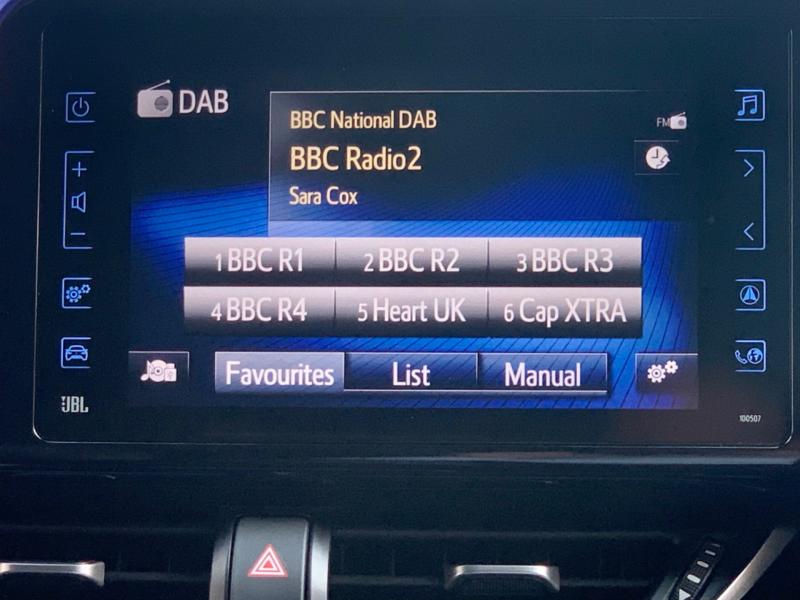 DAB
BBC National DAB
FM
BBC Radio2
Sara Cox
1 BBC R1 2 BBC R2 3 BBC R3
4 BBC R4 5 Heart UK 6 Cap XTRA
Favourites List Manual
JBL
100507